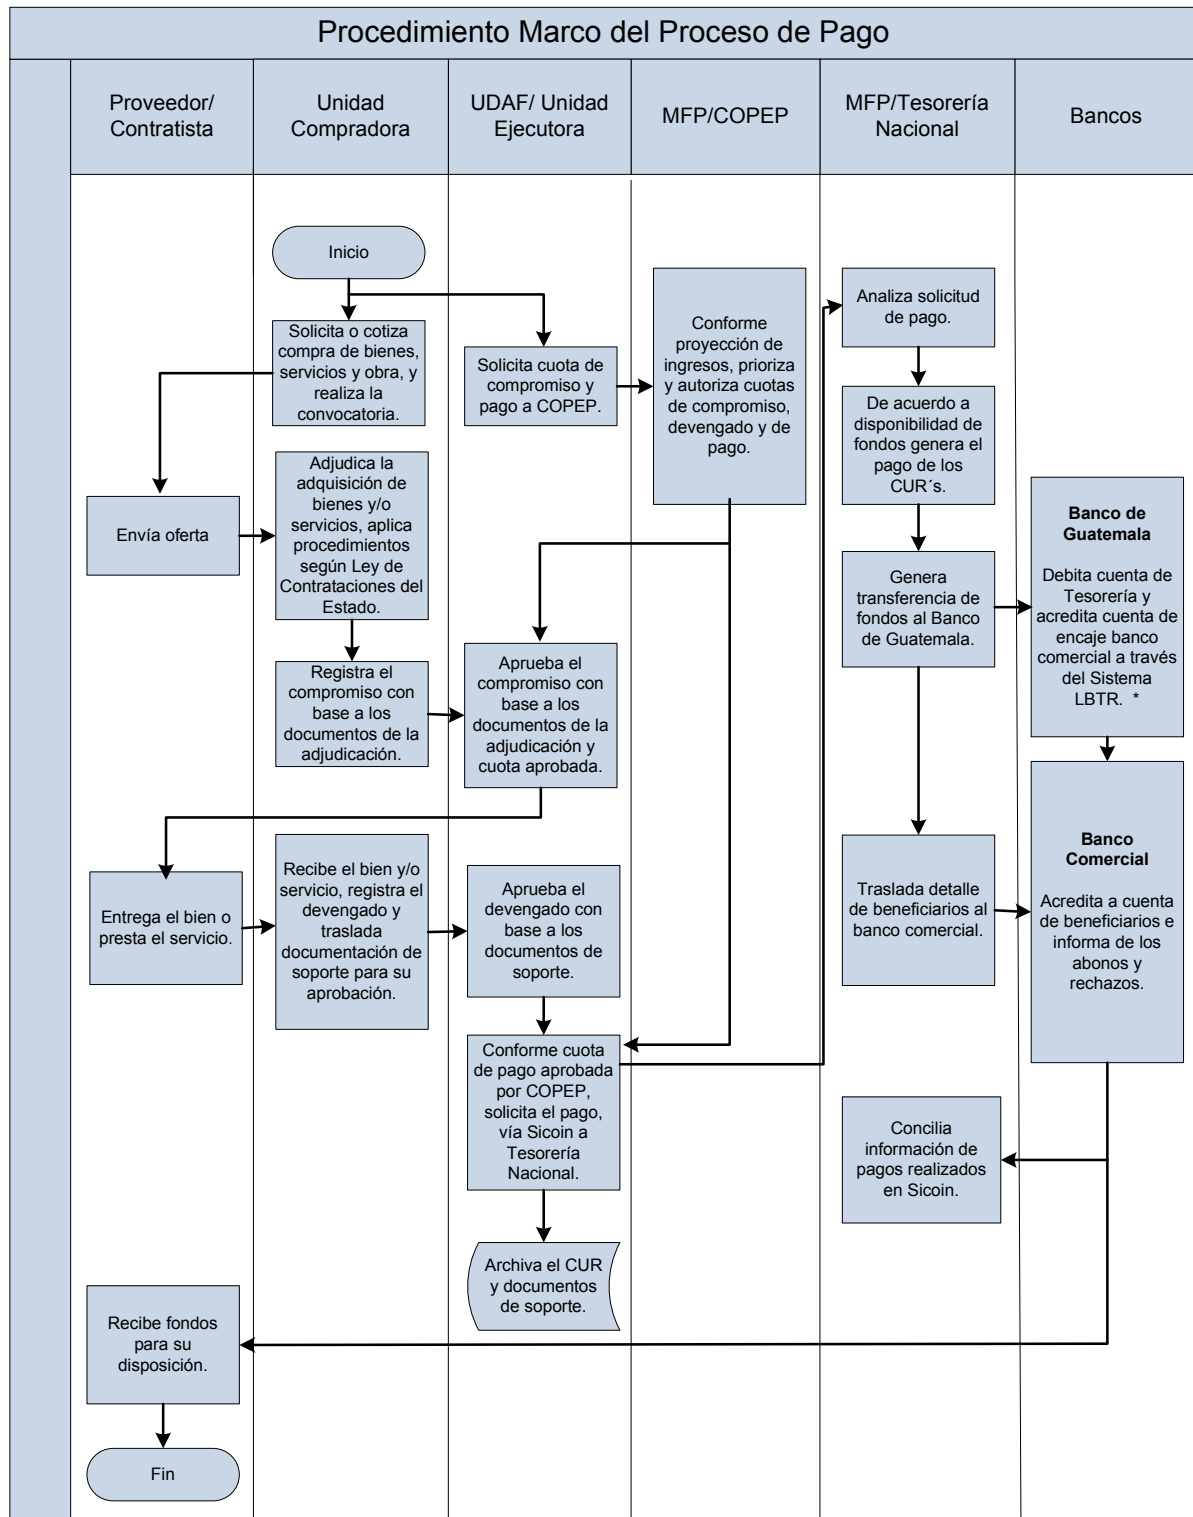 Procedimiento Marco del Proceso de Pago
Proveedor/
Contratista
Unidad
Compradora
UDAF/ Unidad
Ejecutora
MFP/COPEP
MFP/Tesorería
Nacional
Bancos
Inicio
Solicita o cotiza
compra de bienes,
servicios y obra, y
realiza la
convocatoria.
Solicita cuota de
compromiso y
pago a COPEP.
Conforme
proyección de
ingresos, prioriza
y autoriza cuotas
de compromiso,
devengado y de
pago.
Analiza solicitud
de pago.
De acuerdo a
disponibilidad de
fondos genera el
pago de los
CUR´s.
Envía oferta
Adjudica la
adquisición de
bienes y/o
servicios, aplica
procedimientos
según Ley de
Contrataciones del
Estado.
Genera
transferencia de
fondos al Banco
de Guatemala.
Banco de
Guatemala
Debita cuenta de
Tesorería y
acredita cuenta de
encaje banco
comercial a través
del Sistema
LBTR. *
Registra el
compromiso con
base a los
documentos de la
adjudicación.
Aprueba el
compromiso con
base a los
documentos de la
adjudicación y
cuota aprobada.
Entrega el bien o
presta el servicio.
Recibe el bien y/o
servicio, registra el
devengado y
traslada
documentación de
soporte para su
aprobación.
Aprueba el
devengado con
base a los
documentos de
soporte.
Traslada detalle
de beneficiarios al
banco comercial.
Banco
Comercial
Acredita a cuenta
de beneficiarios e
informa de los
abonos y
rechazos.
Conforme cuota
de pago aprobada
por COPEP,
solicita el pago,
vía Sicoin a
Tesorería
Nacional.
Concilia
información de
pagos realizados
en Sicoin.
Archiva el CUR
y documentos
de soporte.
Recibe fondos
para su
disposición.
Fin